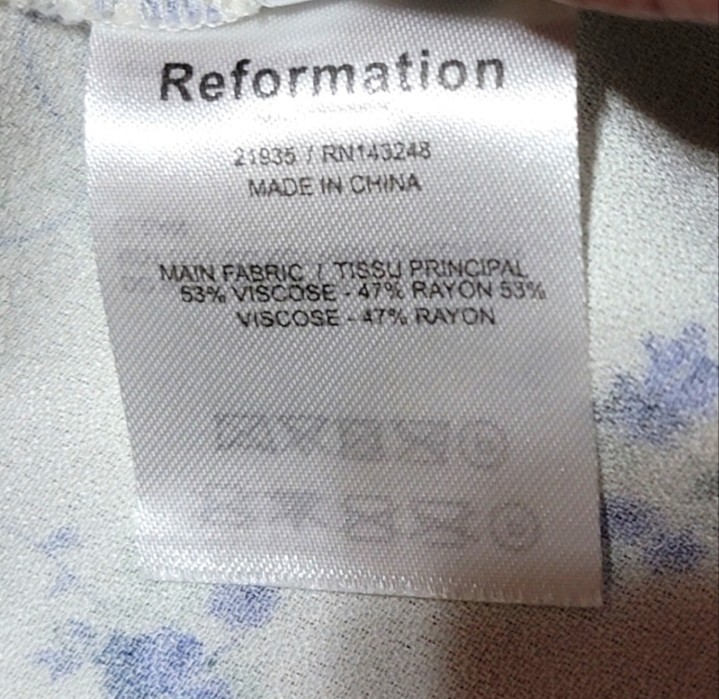 Reformation
21935 / RN143248
MADE IN CHINA
MAIN FABRIC / TISSU PRINCIPAL
53% VISCOSE - 47% RAYON 53%
VISCOSE - 47% RAYON